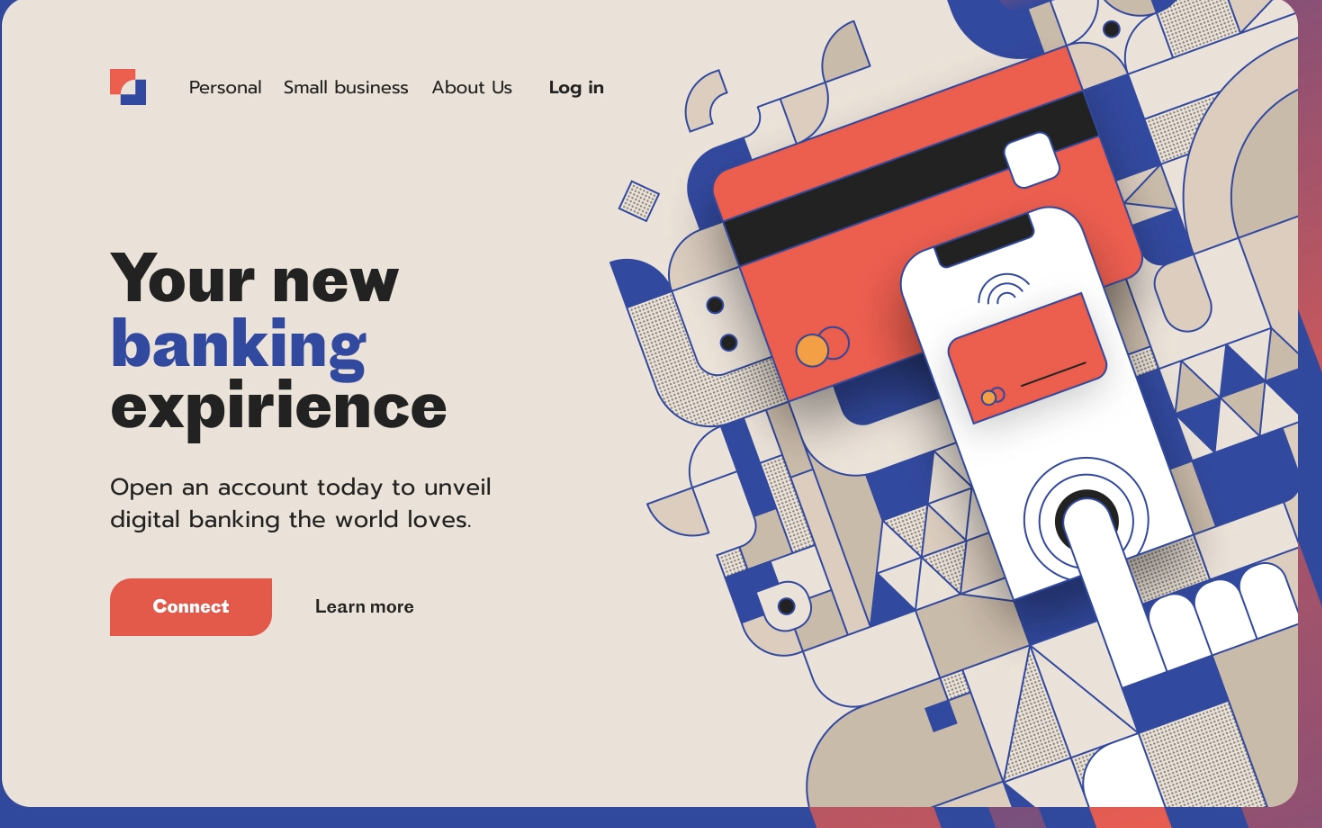 Personal Small business About Us Log in
Your new
banking
expirience
Open an account today to unveil
digital banking the world loves.
Connect Learn more